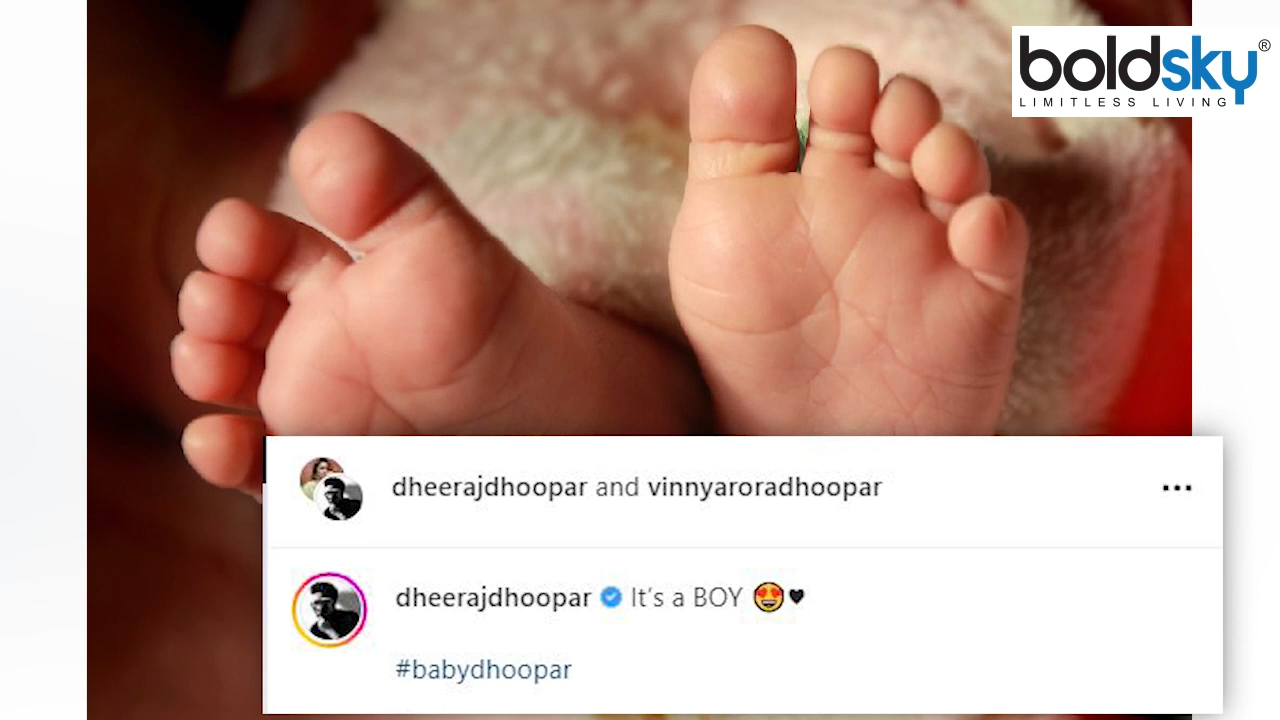 boldsky®
LIMITLESS LIVING
dheerajdhoopar and vinnyaroradhoopar
dheerajdhoopar It's a BOY 😍♥
#babydhoopar